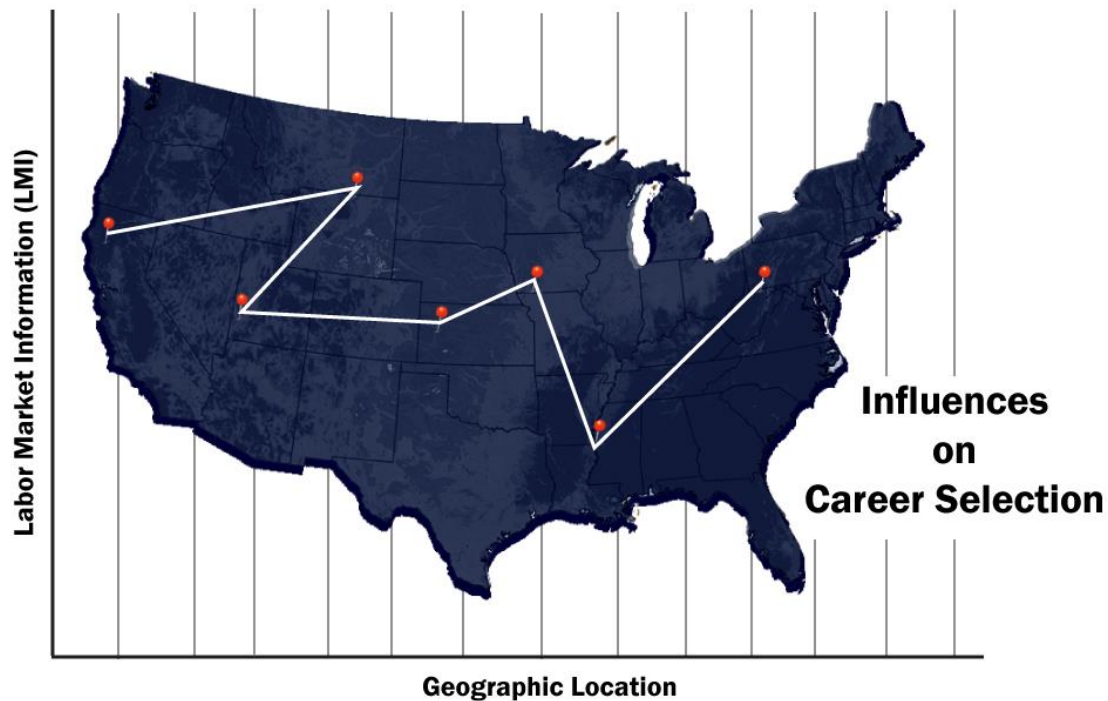 Labor Market Information (LMI)
Influences
on
Career Selection
Geographic Location